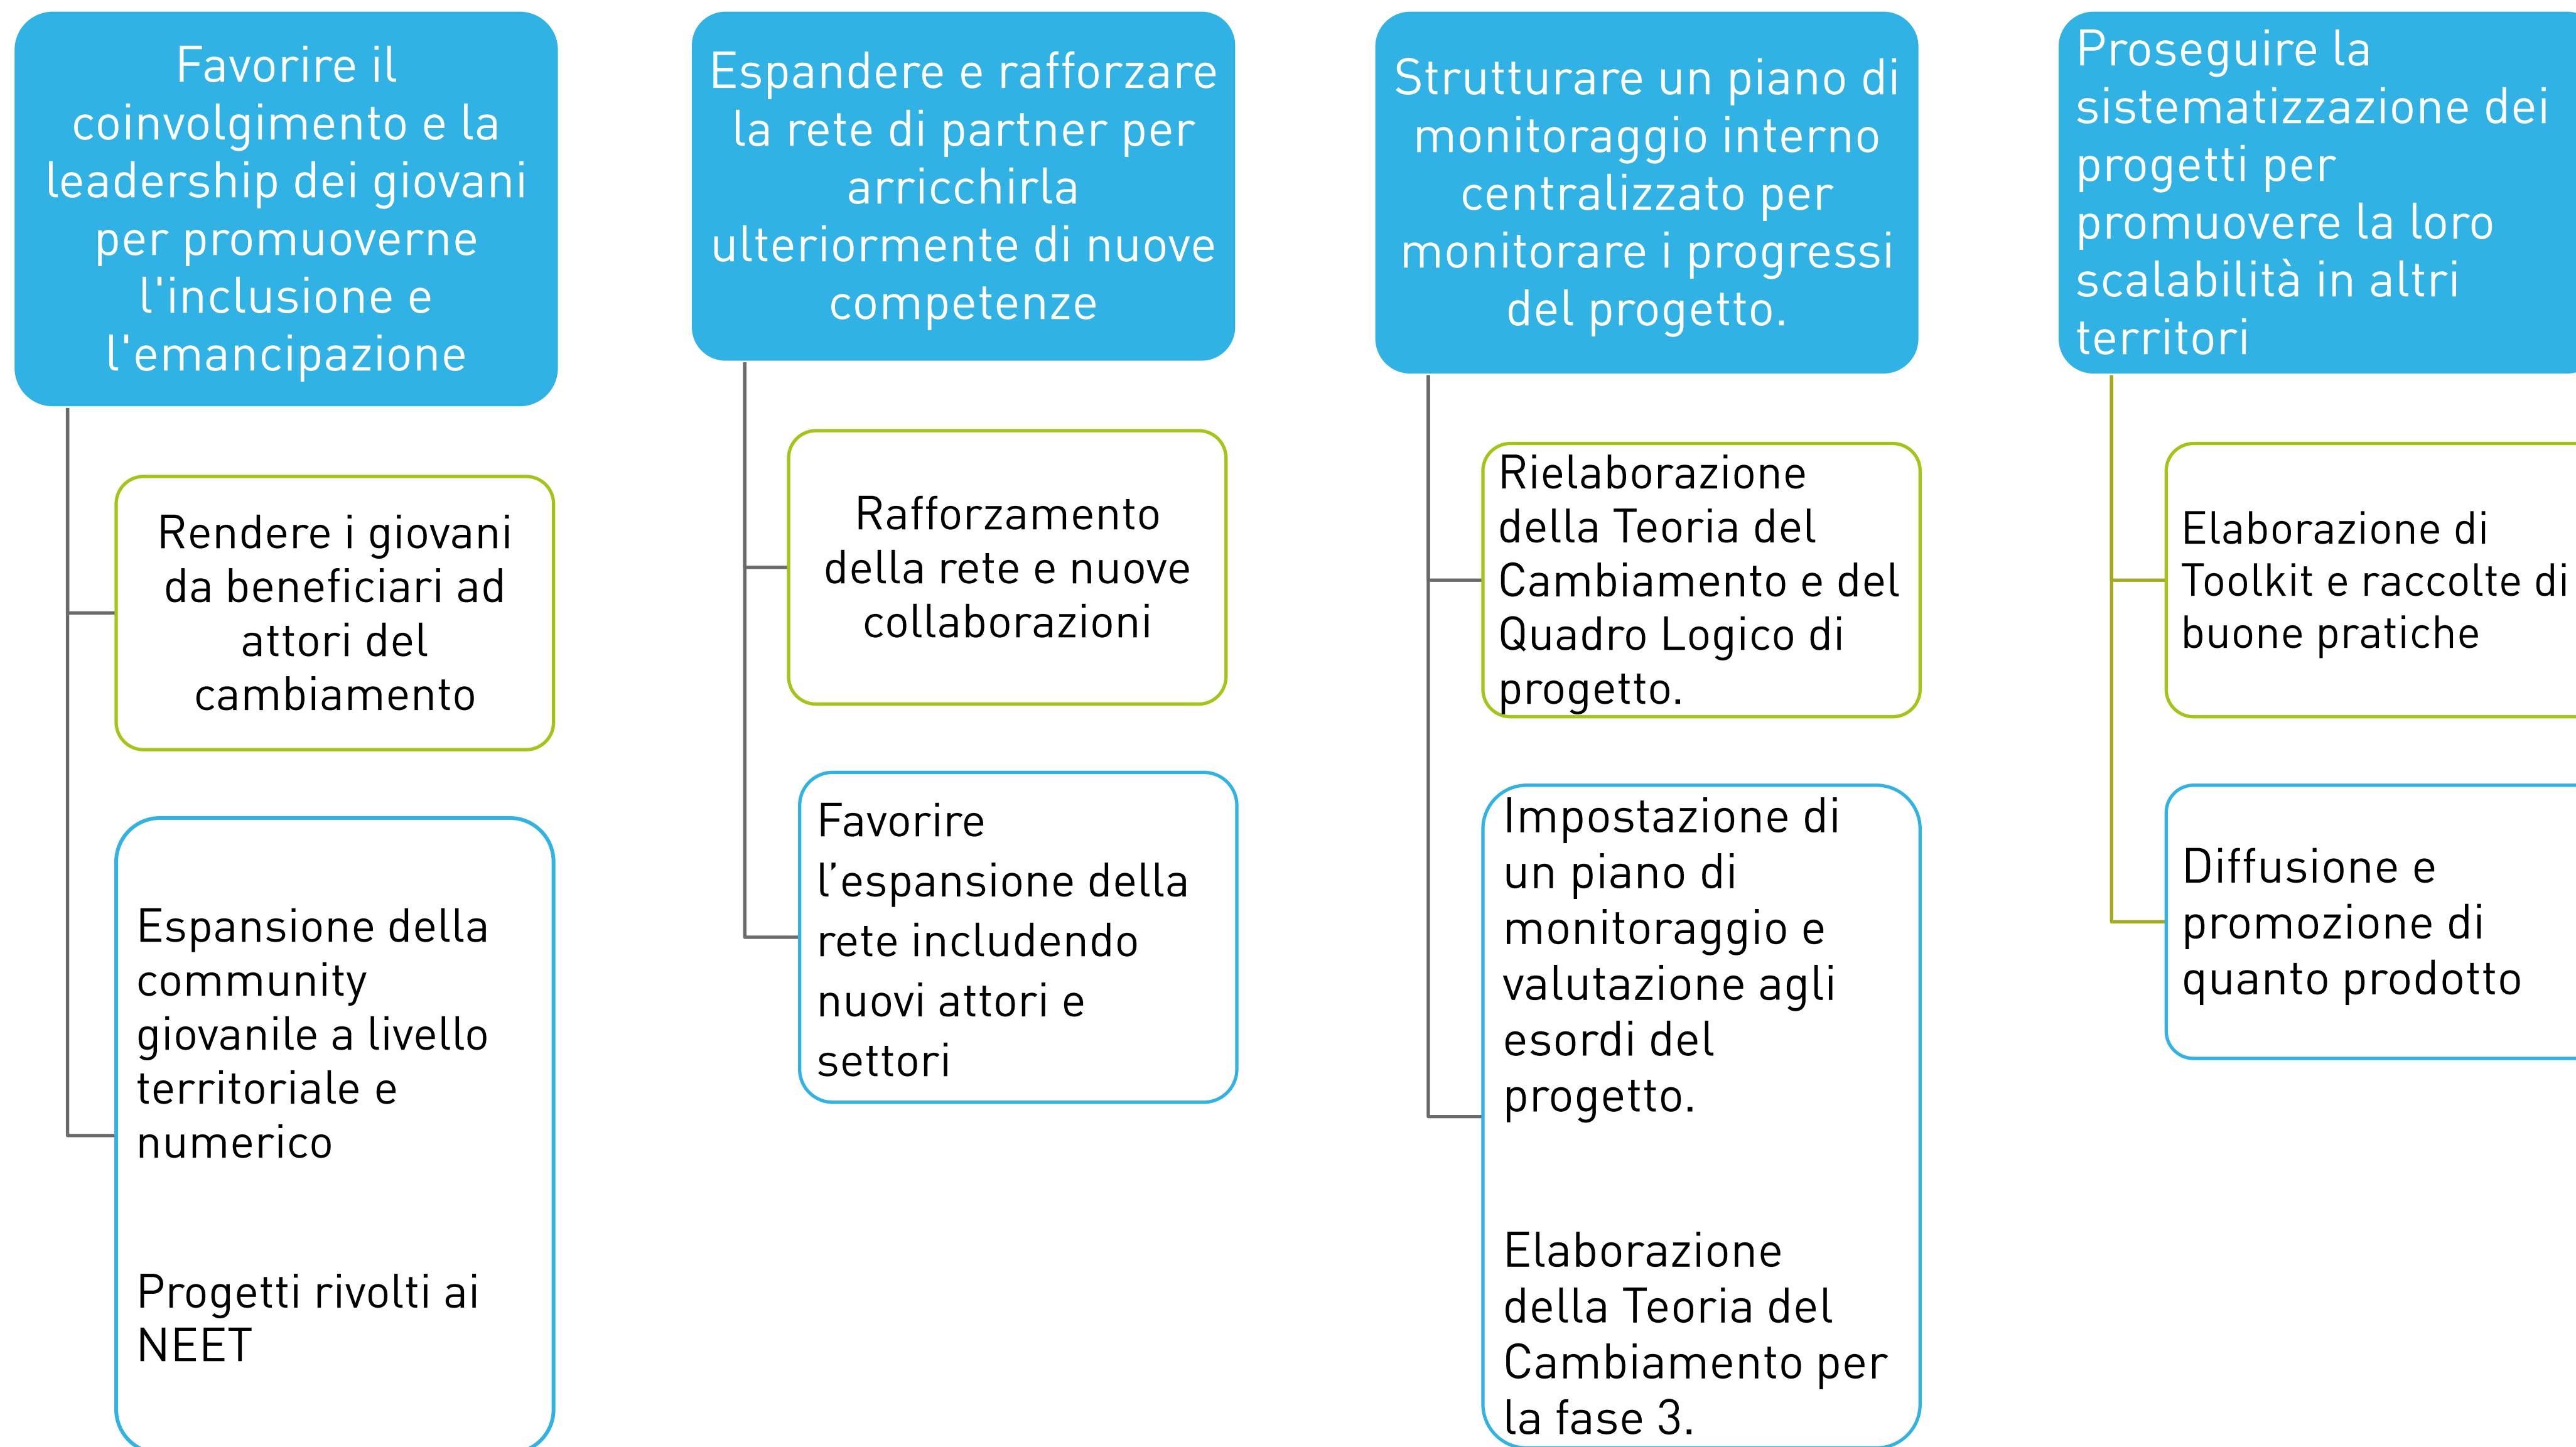 Favorire il
coinvolgimento e la
leadership dei giovani
per promuoverne
l'inclusione e
l'emancipazione
Rendere i giovani
da beneficiari ad
attori del
cambiamento
Espansione della
community
giovanile a livello
territoriale e
numerico
Progetti rivolti ai
NEET
Espandere e rafforzare
la rete di partner per
arricchirla
ulteriormente di nuove
competenze
Rafforzamento
della rete e nuove
collaborazioni
Favorire
l’espansione della
rete includendo
nuovi attori e
settori
Strutturare un piano di
monitoraggio interno
centralizzato per
monitorare i progressi
del progetto.
Rielaborazione
della Teoria del
Cambiamento e del
Quadro Logico di
progetto.
Impostazione di
un piano di
monitoraggio e
valutazione agli
esordi del
progetto.
Elaborazione
della Teoria del
Cambiamento per
la fase 3.
Proseguire la
sistematizzazione dei
progetti per
promuovere la loro
scalabilità in altri
territori
Elaborazione di
Toolkit e raccolte di
buone pratiche
Diffusione e
promozione di
quanto prodotto